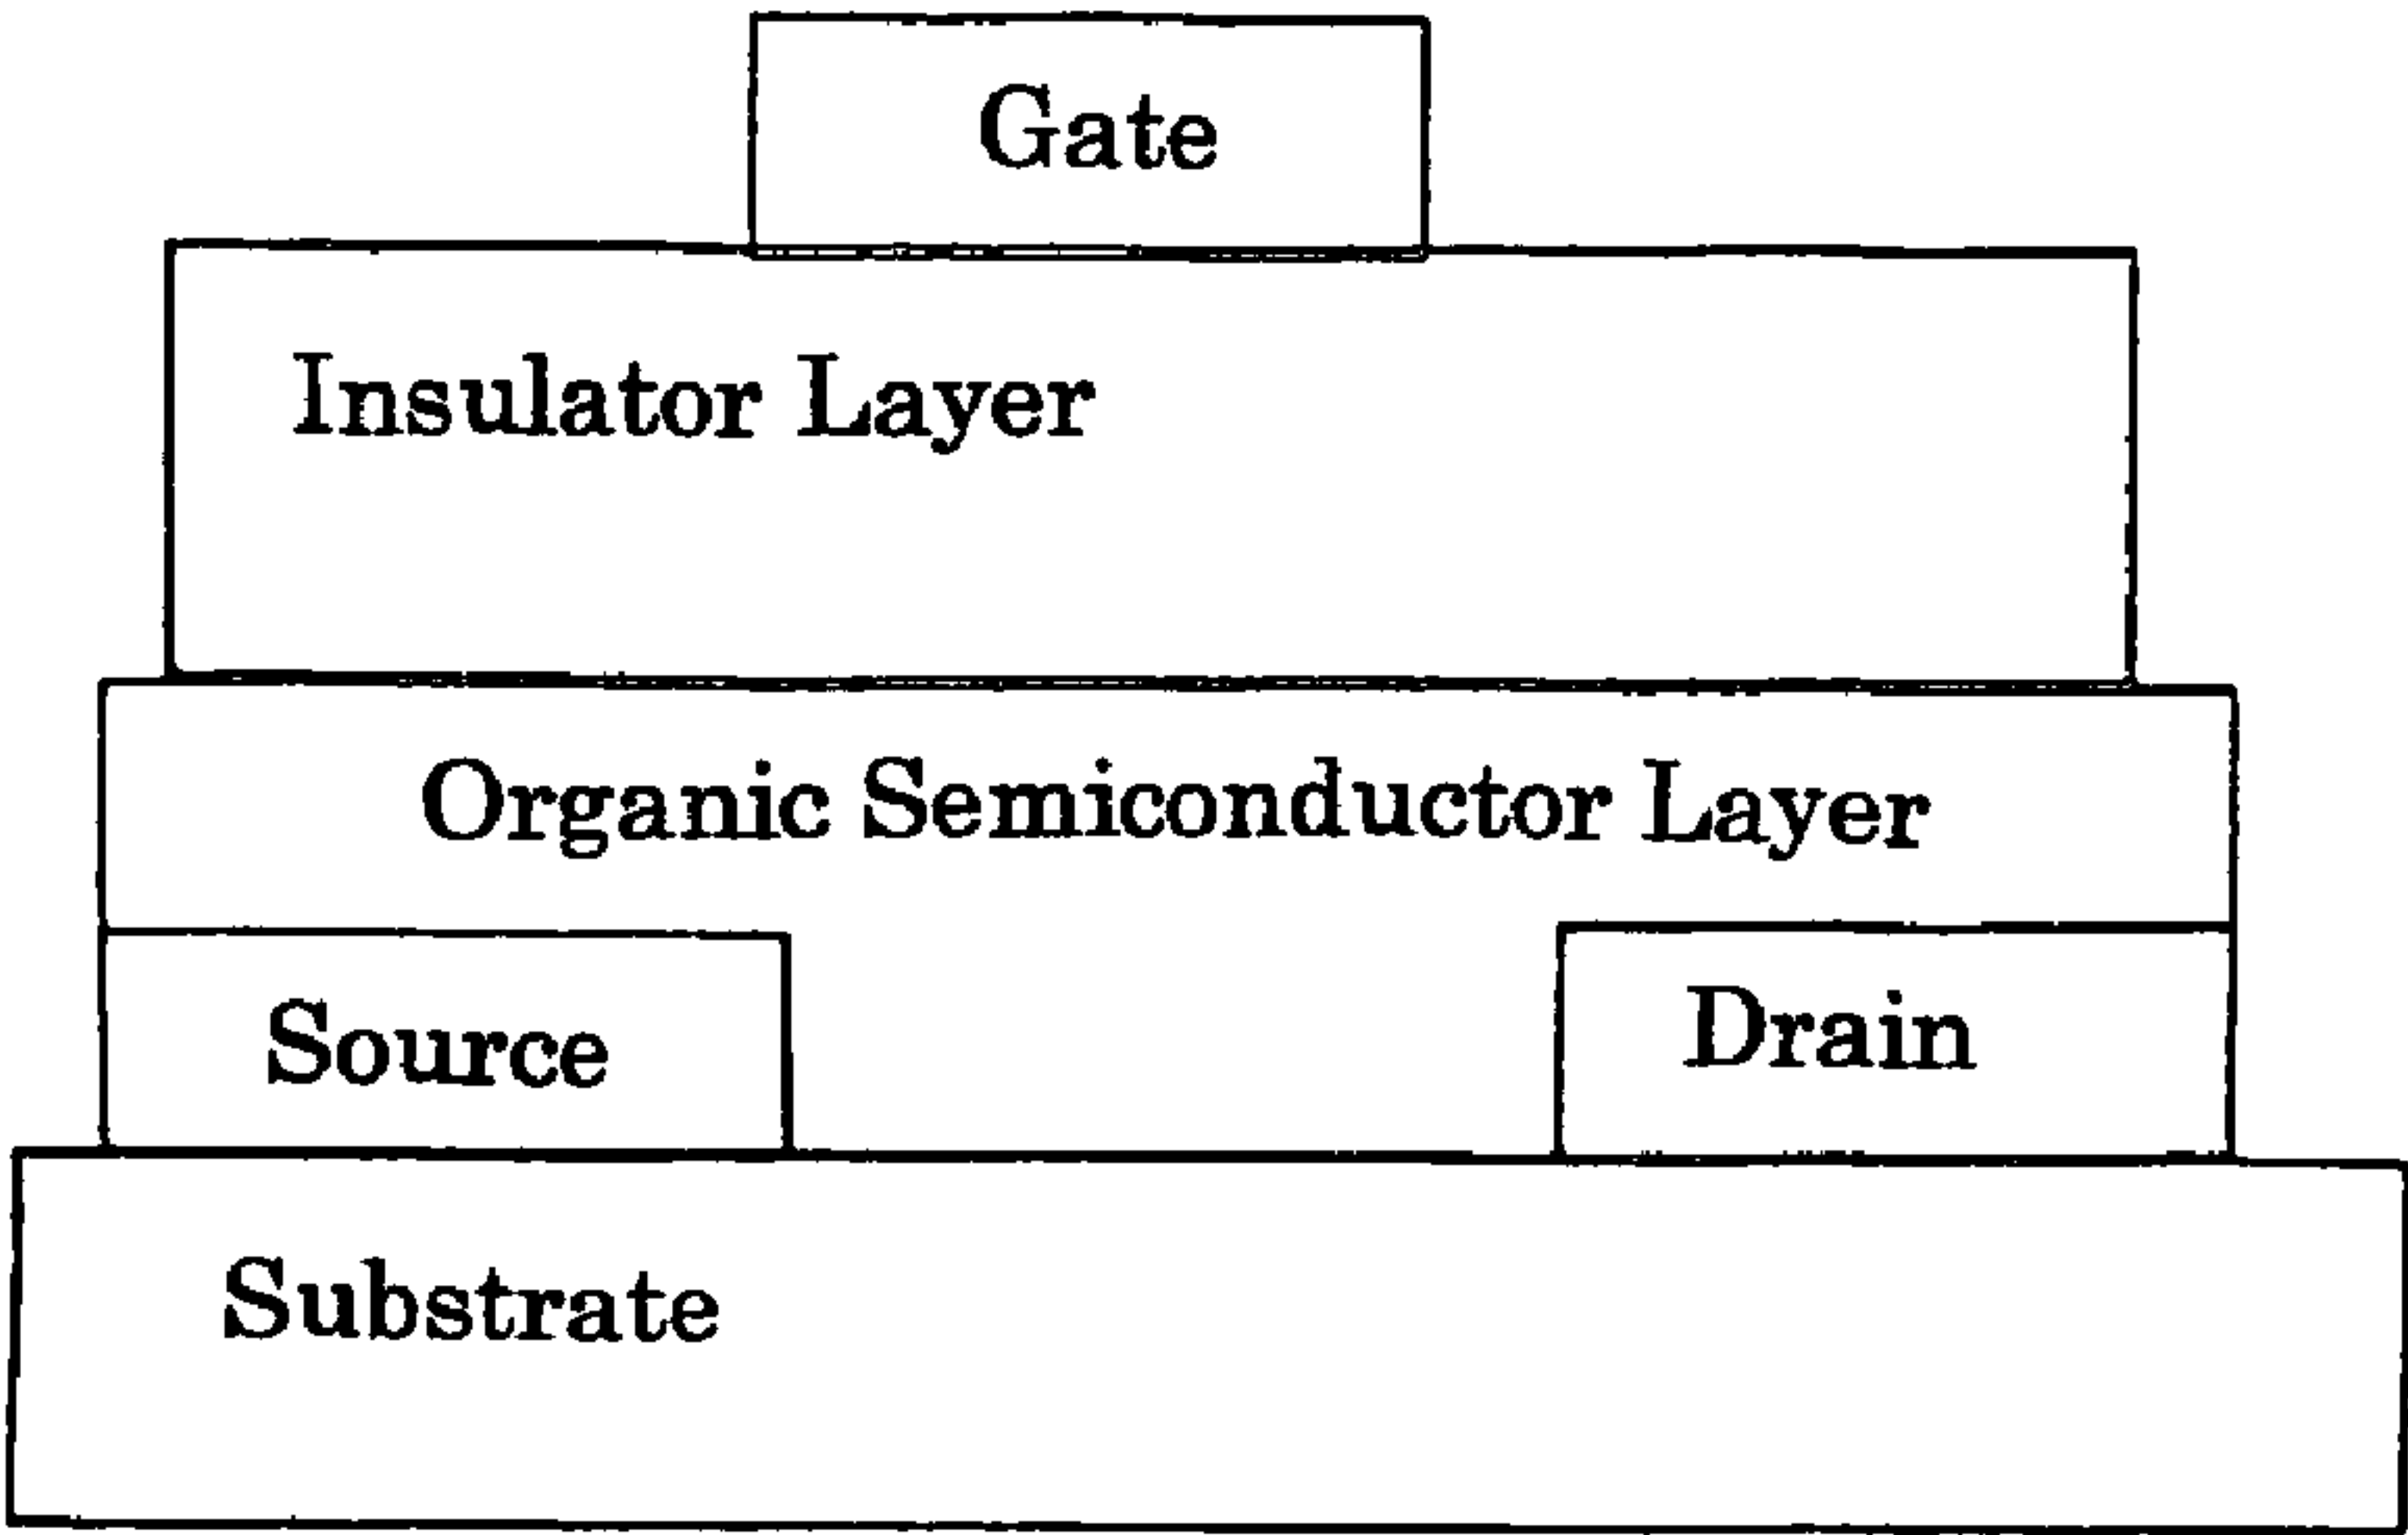 Gate
Insulator Layer
Organic Semiconductor Layer
Source
Drain
Substrate